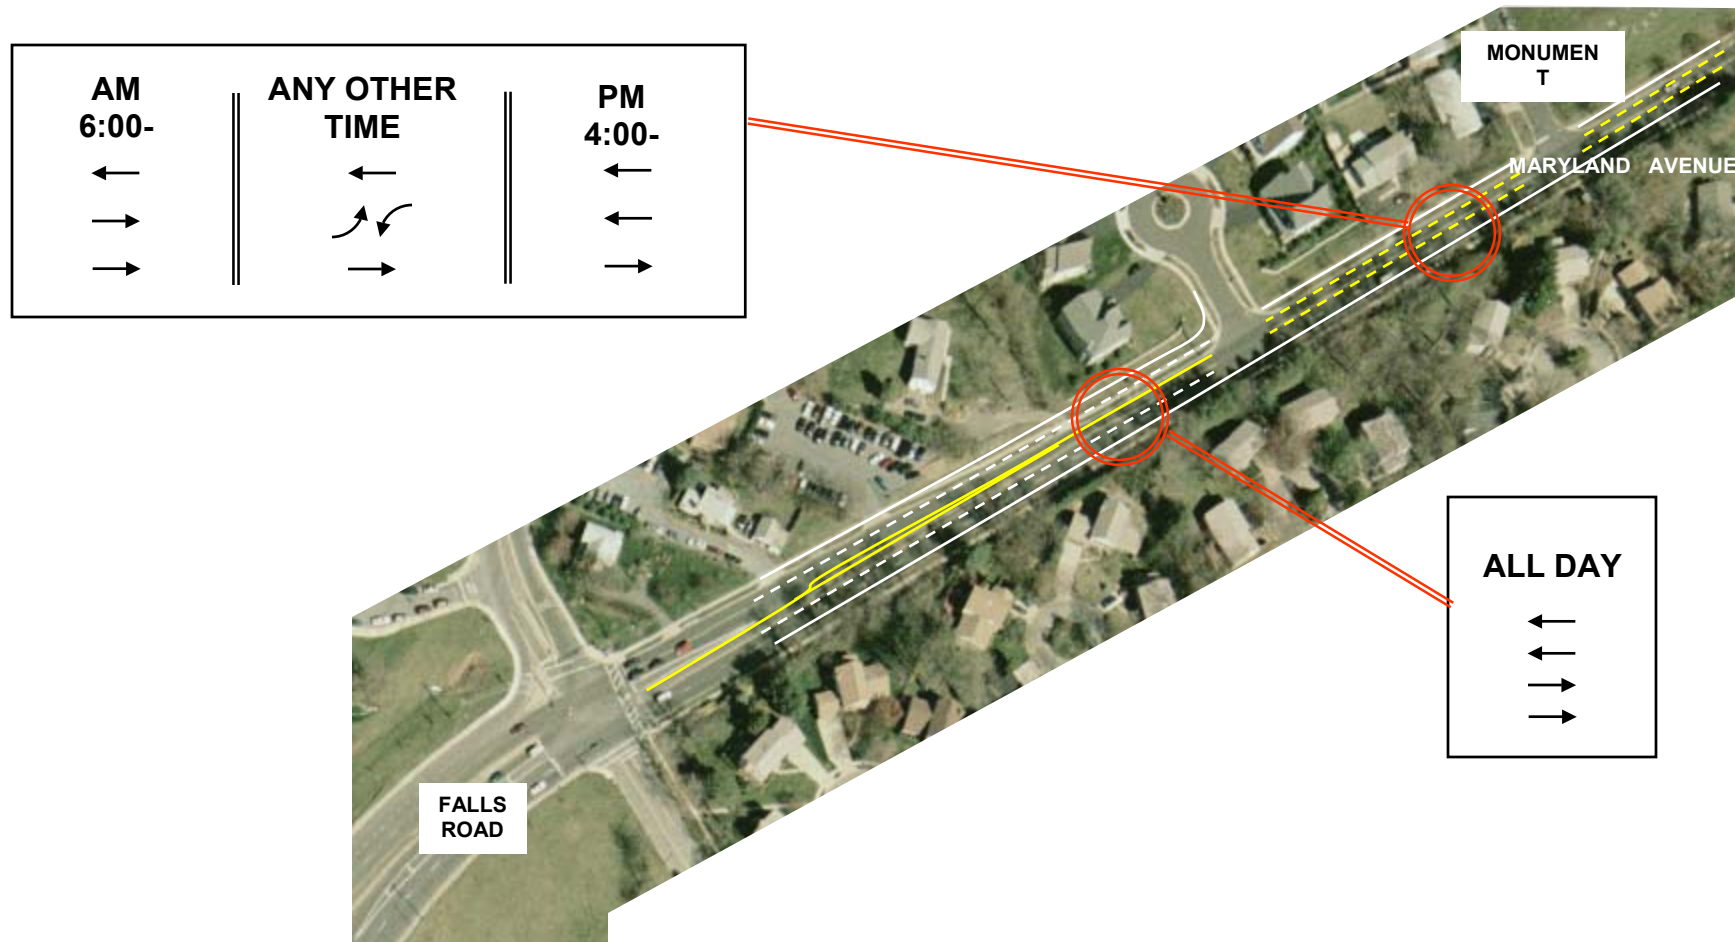 AM
6:00-
ANY OTHER
TIME
PM
4:00-
MONUMEN
T
MARYLAND AVENUE
ALL DAY
FALLS
ROAD